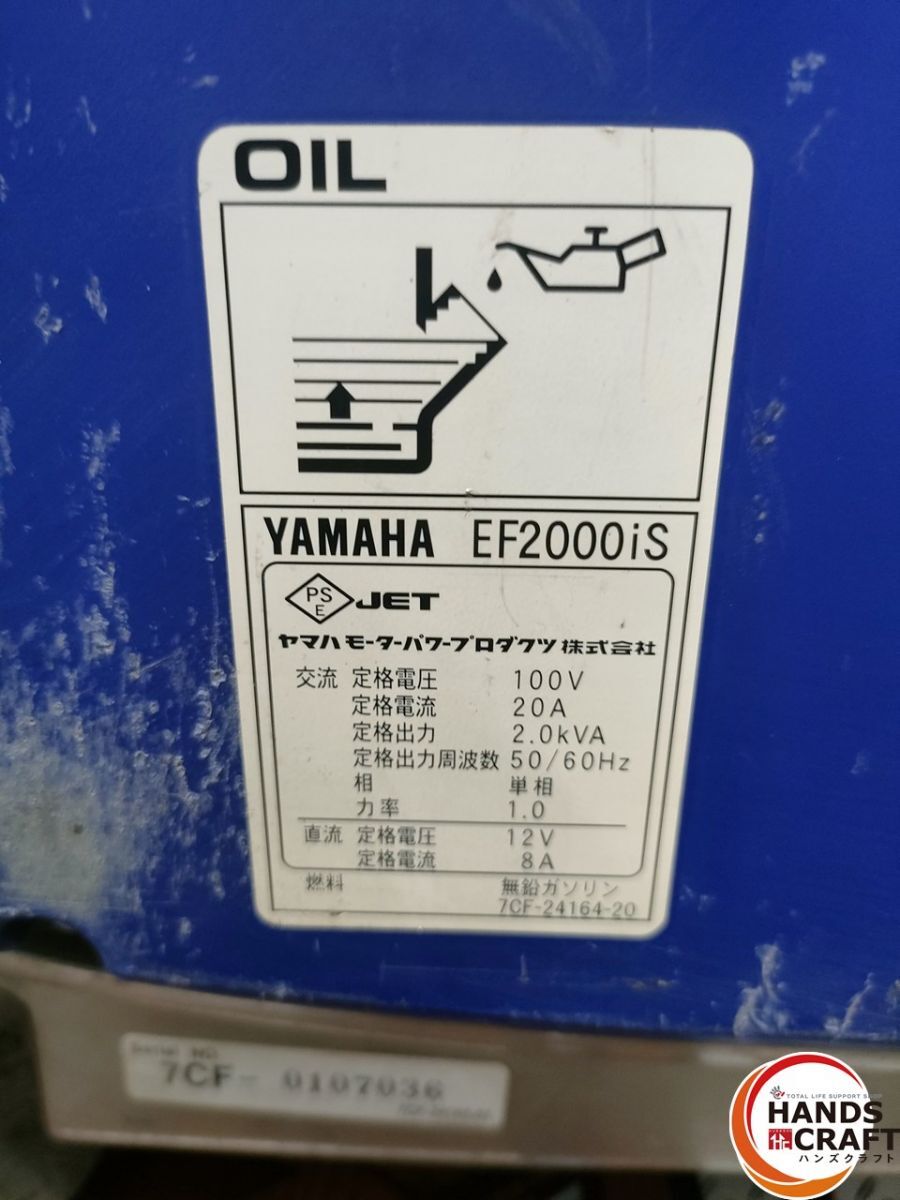 OIL
YAMAHA EF2000iS
PS
E
JET
ヤマハモーターパワープロダクツ株式会社
交流 定格電圧 100V
定格電流 20A
定格出力 2.0kVA
定格出力周波数 50/60Hz
相 単相
力率 1.0
直流 定格電圧 12V
定格電流 8A
燃料 無鉛ガソリン
7CF-24164-20
SERIAL NO.
7CF- 0107036
TOTAL LIFE SUPPORT SHOP
HANDS
CRAFT
ハンズクラフト